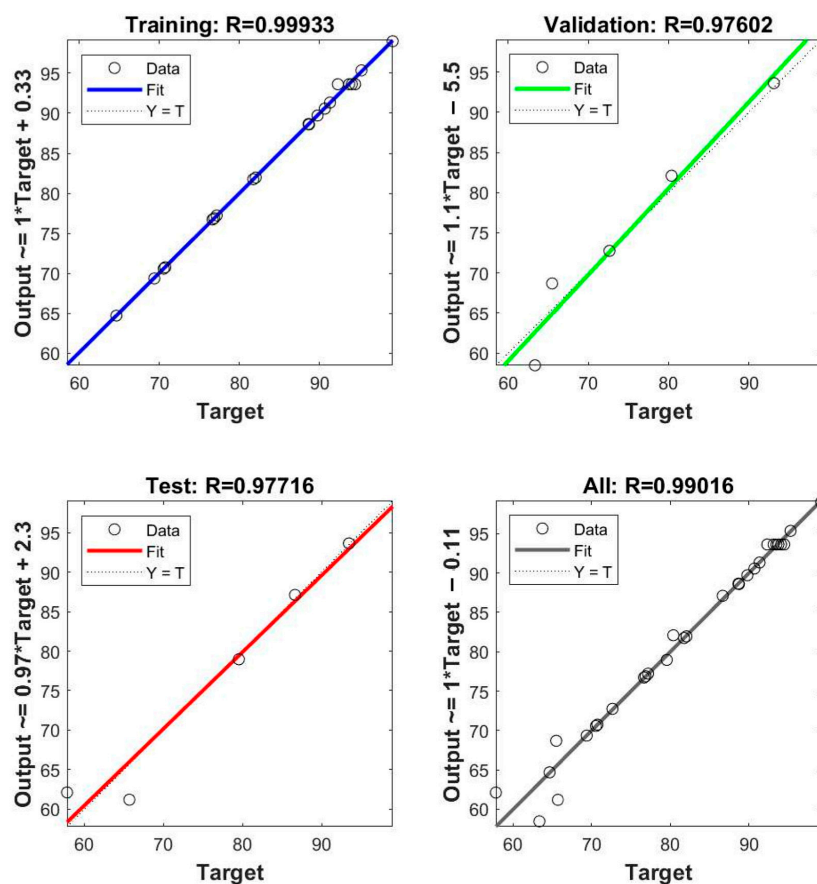 Training: R=0.99933
Output ~= 1*Target + 0.33
95
90
85
80
75
70
65
60
Data
Fit
Y = T
60
70
80
90
Target
Validation: R=0.97602
Output ~= 1.1*Target − 5.5
95
90
85
80
75
70
65
60
Data
Fit
Y = T
60
70
80
90
Target
Test: R=0.97716
Output ~= 0.97*Target + 2.3
95
90
85
80
75
70
65
60
Data
Fit
Y = T
60
70
80
90
Target
All: R=0.99016
Output ~= 1*Target − 0.11
95
90
85
80
75
70
65
60
Data
Fit
Y = T
60
70
80
90
Target